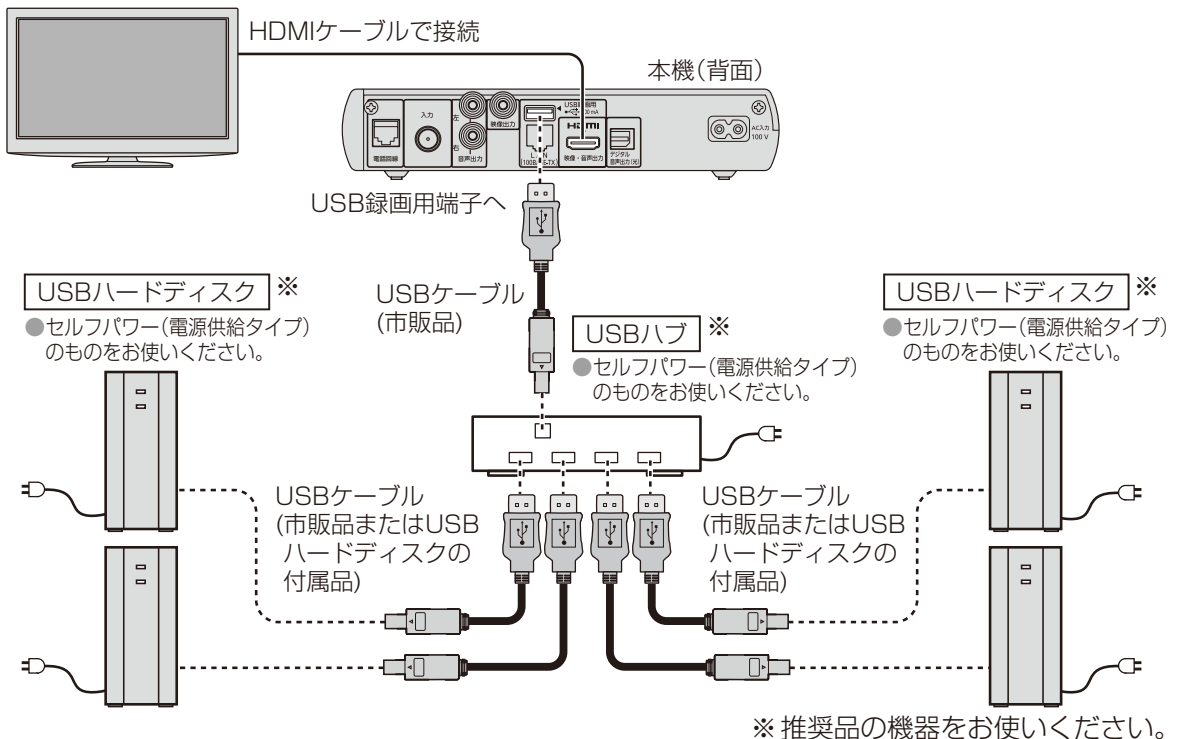 HDMIケーブルで接続
本機(背面)
入力
左
右
電話回線
音声出力
映像出力
USB録画用
HDMI
映像・音声出力
デジタル
音声出力(光)
AC入力
100 V
USB録画用端子へ
USBハードディスク ※
●セルフパワー(電源供給タイプ)
のものをお使いください。
USBケーブル
(市販品)
USBハブ ※
●セルフパワー(電源供給タイプ)
のものをお使いください。
USBハードディスク ※
●セルフパワー(電源供給タイプ)
のものをお使いください。
USBケーブル
(市販品またはUSB
ハードディスクの
付属品)
USBケーブル
(市販品またはUSB
ハードディスクの
付属品)
※ 推奨品の機器をお使いください。